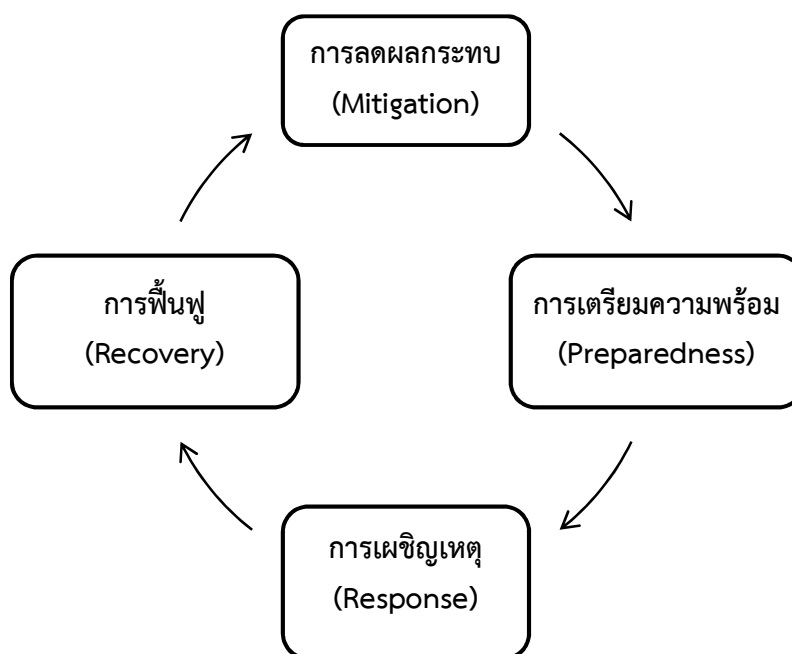 การลดผลกระทบ
(Mitigation)
การฟื้นฟู
(Recovery)
การเตรียมความพร้อม
(Preparedness)
การเผชิญเหตุ
(Response)